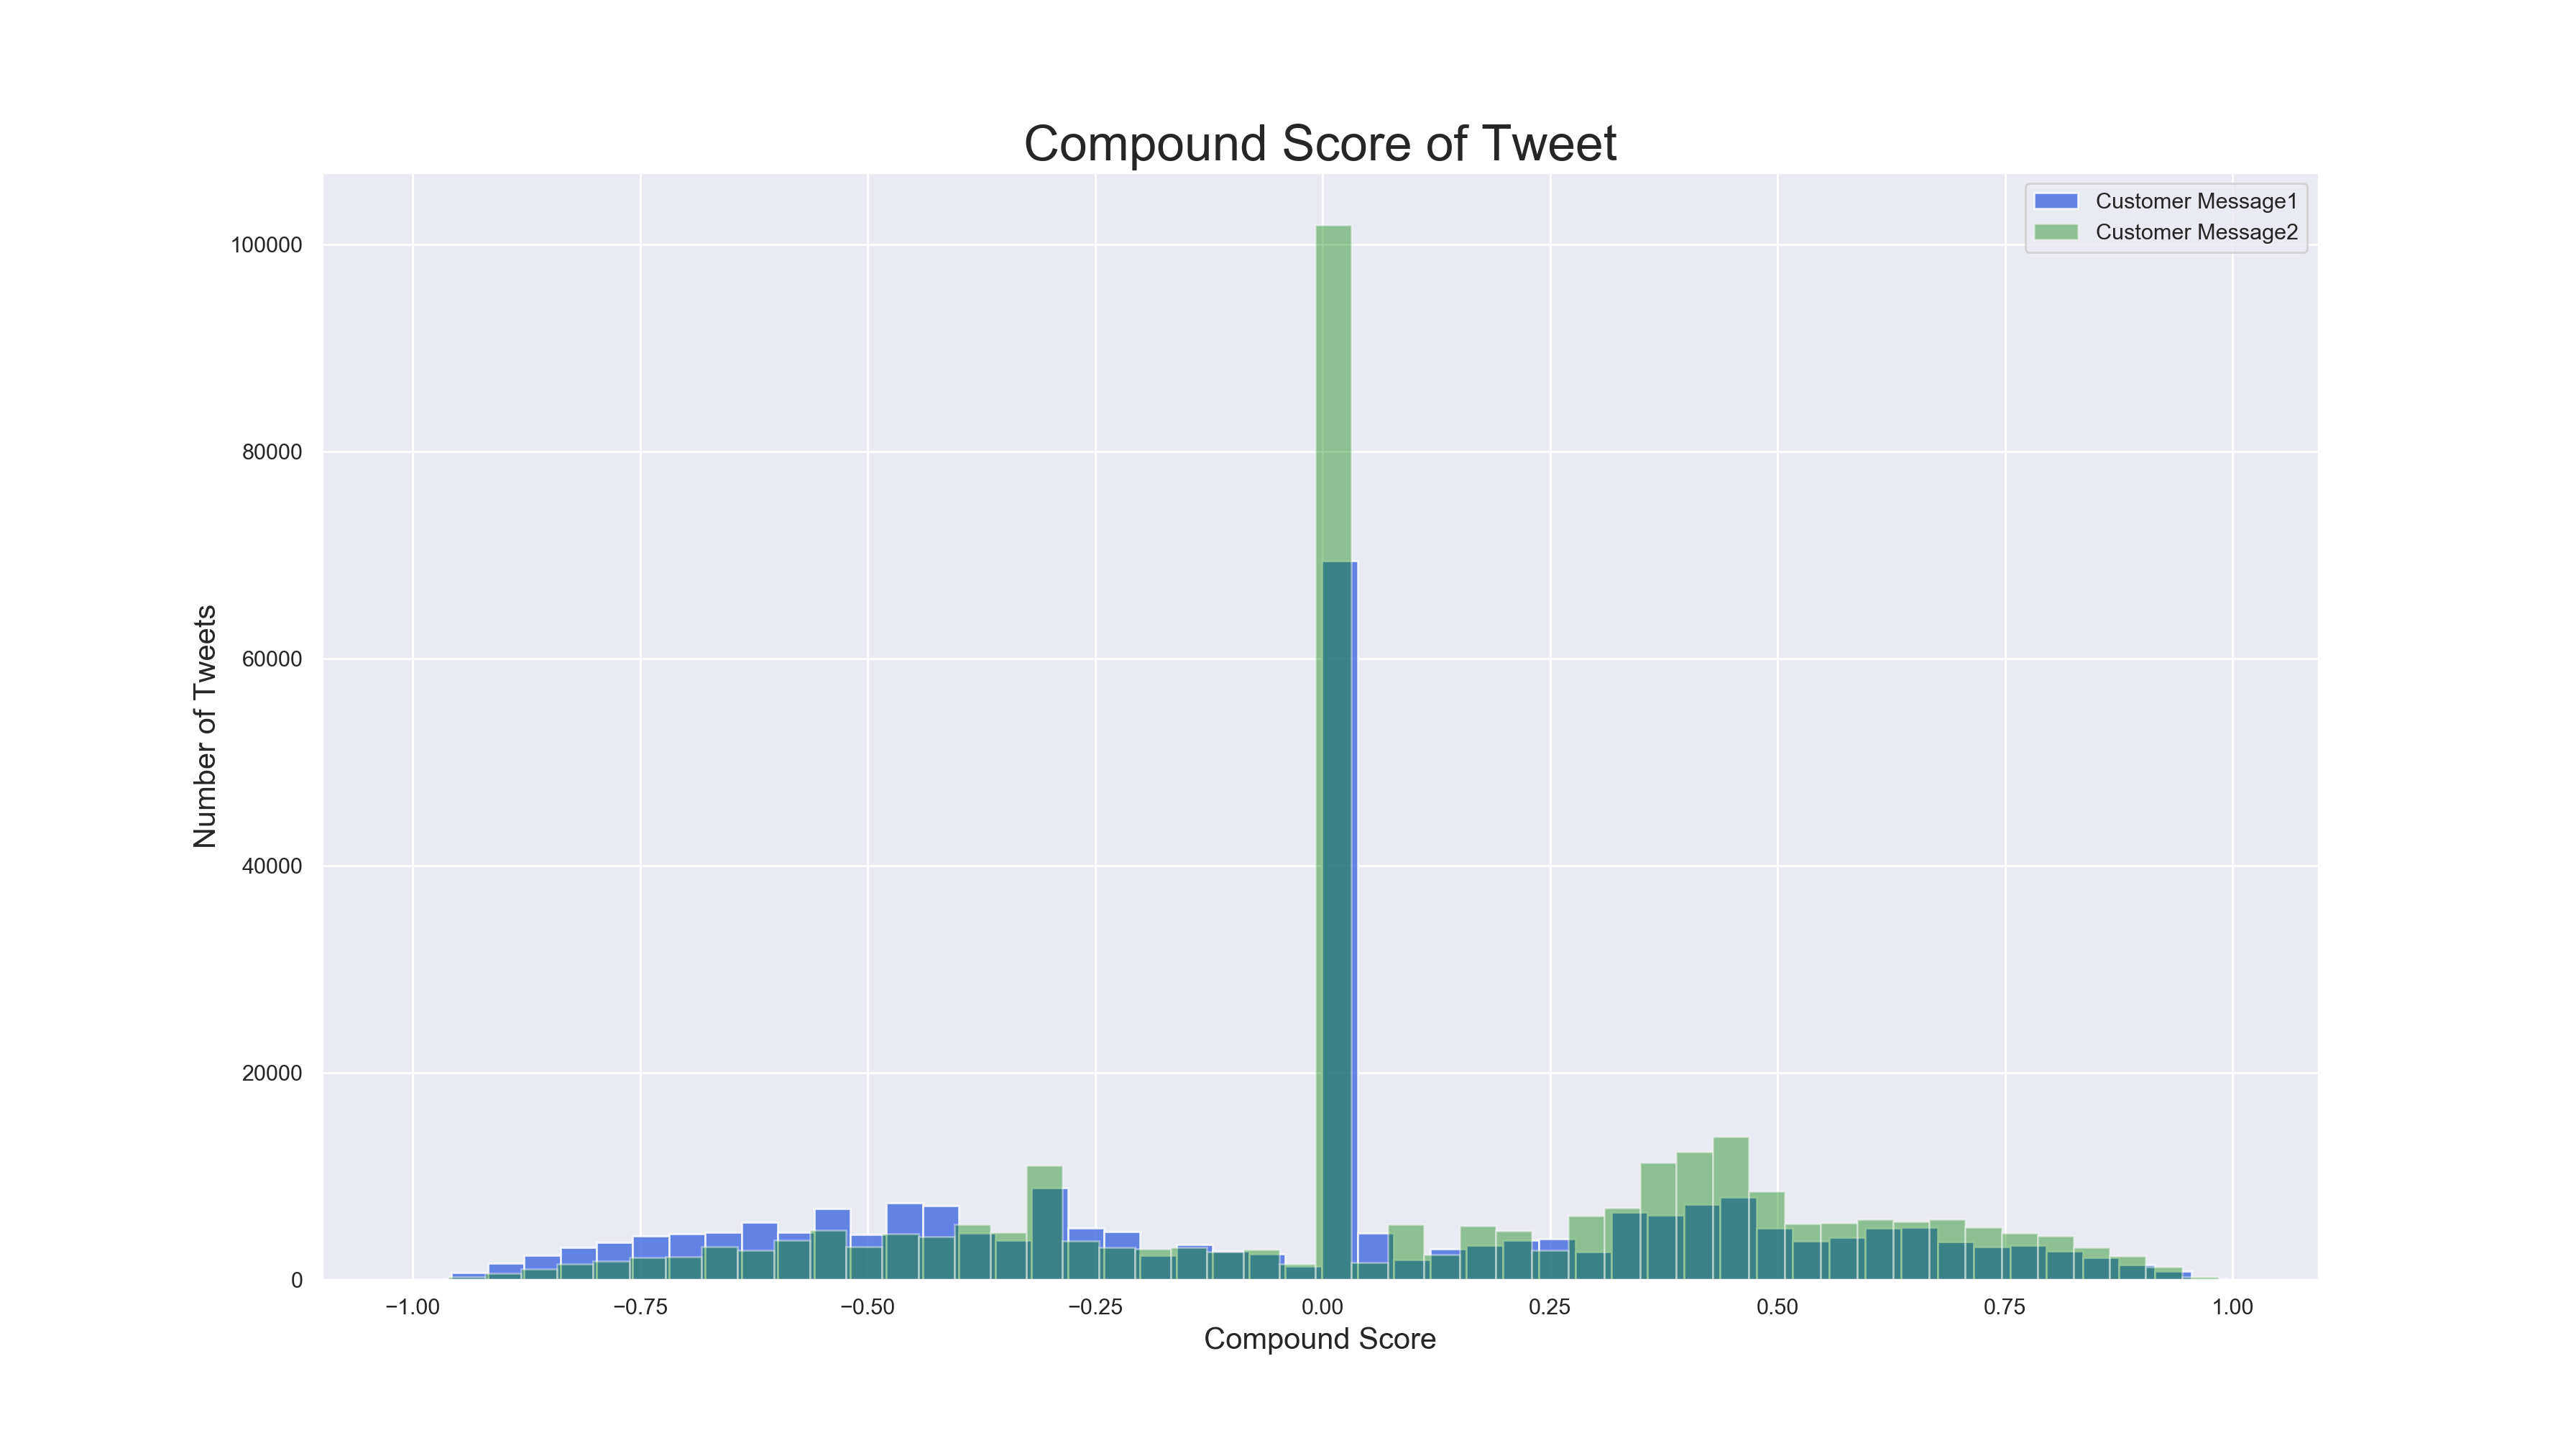 Compound Score of Tweet
Customer Message1
Customer Message2
100000
80000
60000
40000
20000
0
Number of Tweets
−1.00 −0.75 −0.50 −0.25 0.00 0.25 0.50 0.75 1.00
Compound Score